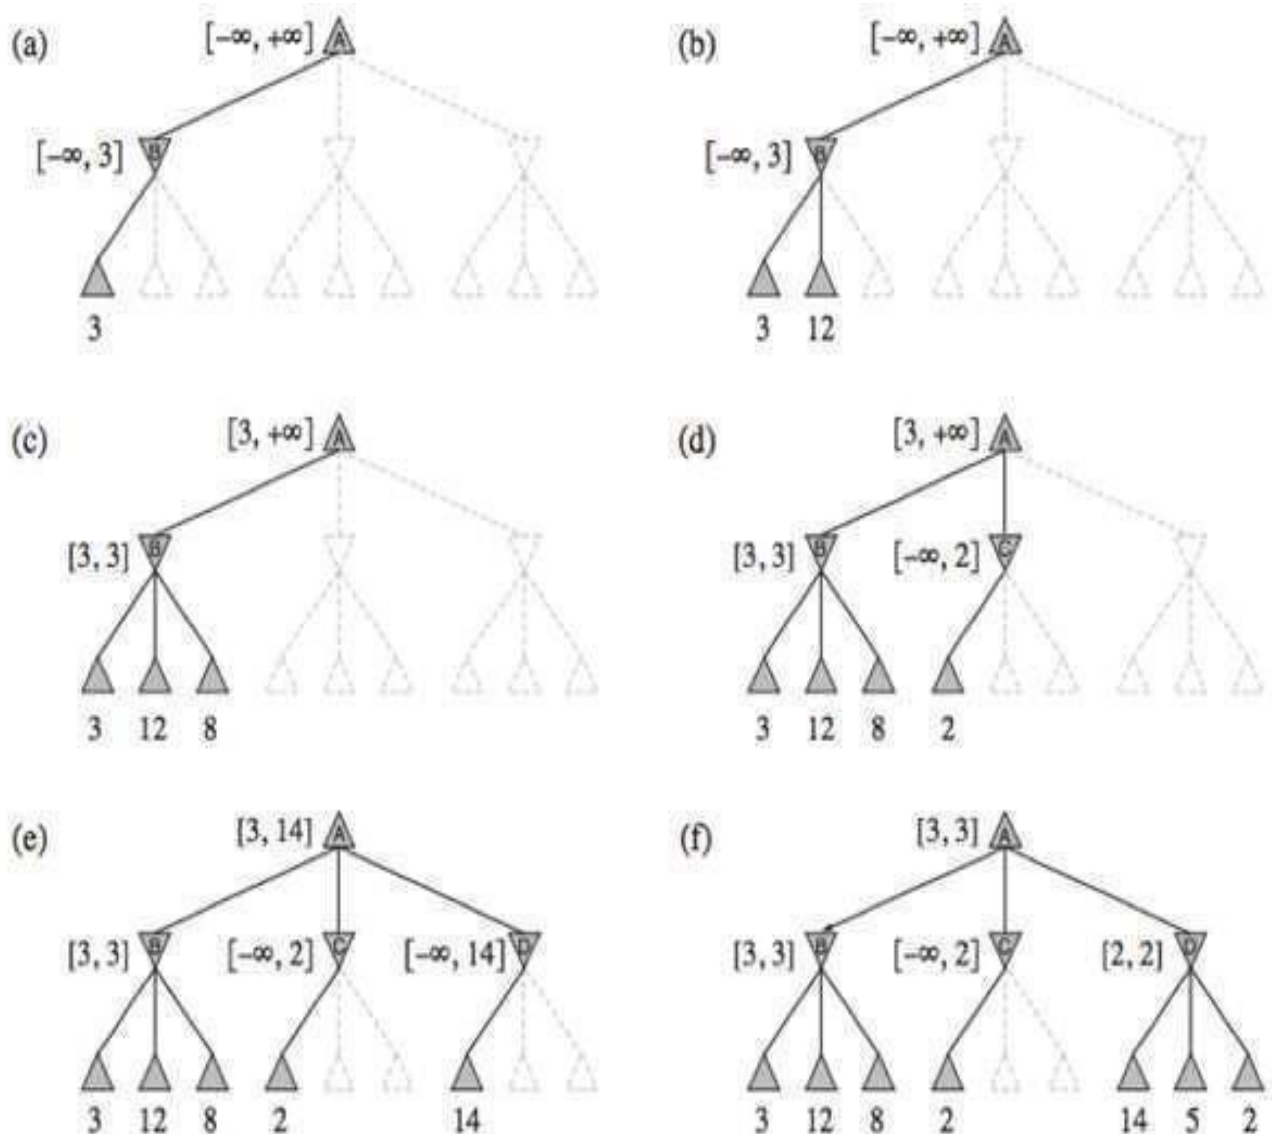 (a) [−∞, +∞] A (b) [−∞, +∞] A
[−∞, 3] B [−∞, 3] B
3 3 12
(c) [3, +∞] A (d) [3, +∞] A
[3, 3] B [3, 3] B [−∞, 2] C
3 12 8 3 12 8 2
(e) [3, 14] A (f) [3, 3] A
[3, 3] B [−∞, 2] C [−∞, 14] D [3, 3] B [−∞, 2] C [2, 2] D
3 12 8 2 14 3 12 8 2 14 5 2